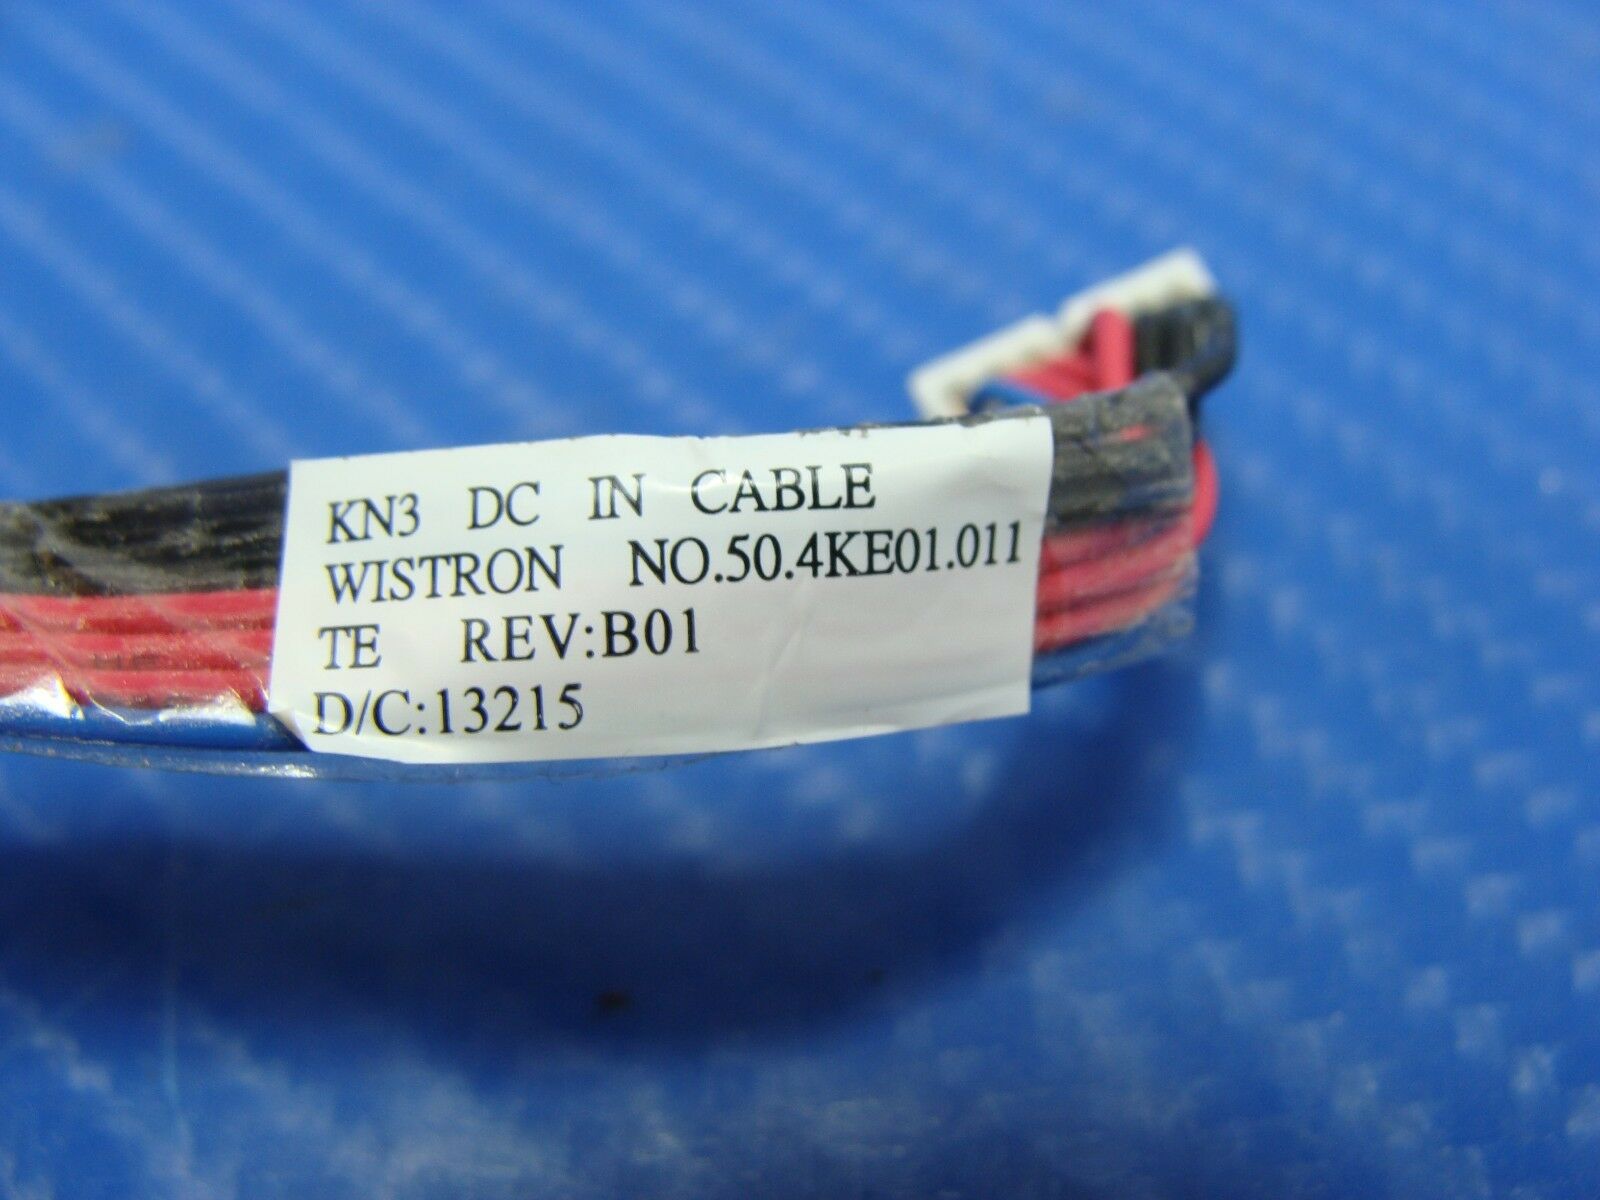 KN3 DC IN CABLE
WISTRON NO.50.4KE01.011
TE REV:B01
D/C:13215